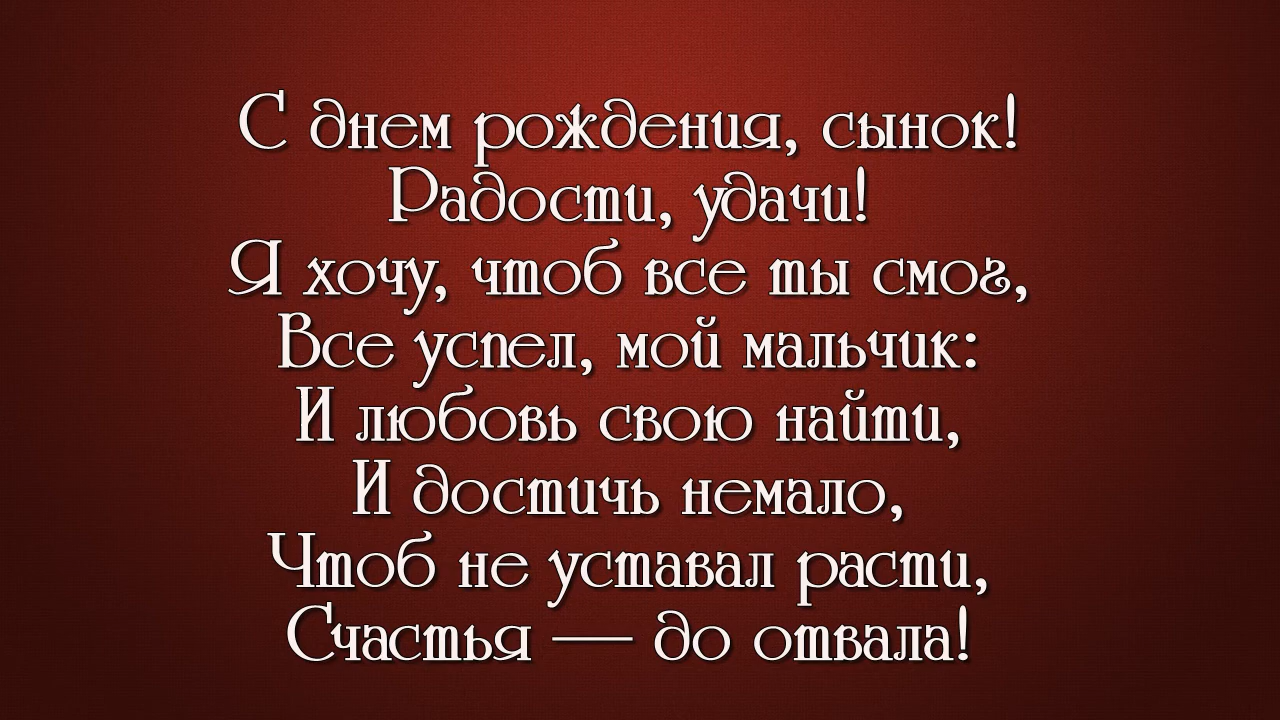 С днем рождения, сынок!
Радости, удачи!
Я хочу, чтоб все ты смог,
Все успел, мой мальчик:
И любовь свою найти,
И достичь немало,
Чтоб не уставал расти,
Счастья — до отвала!